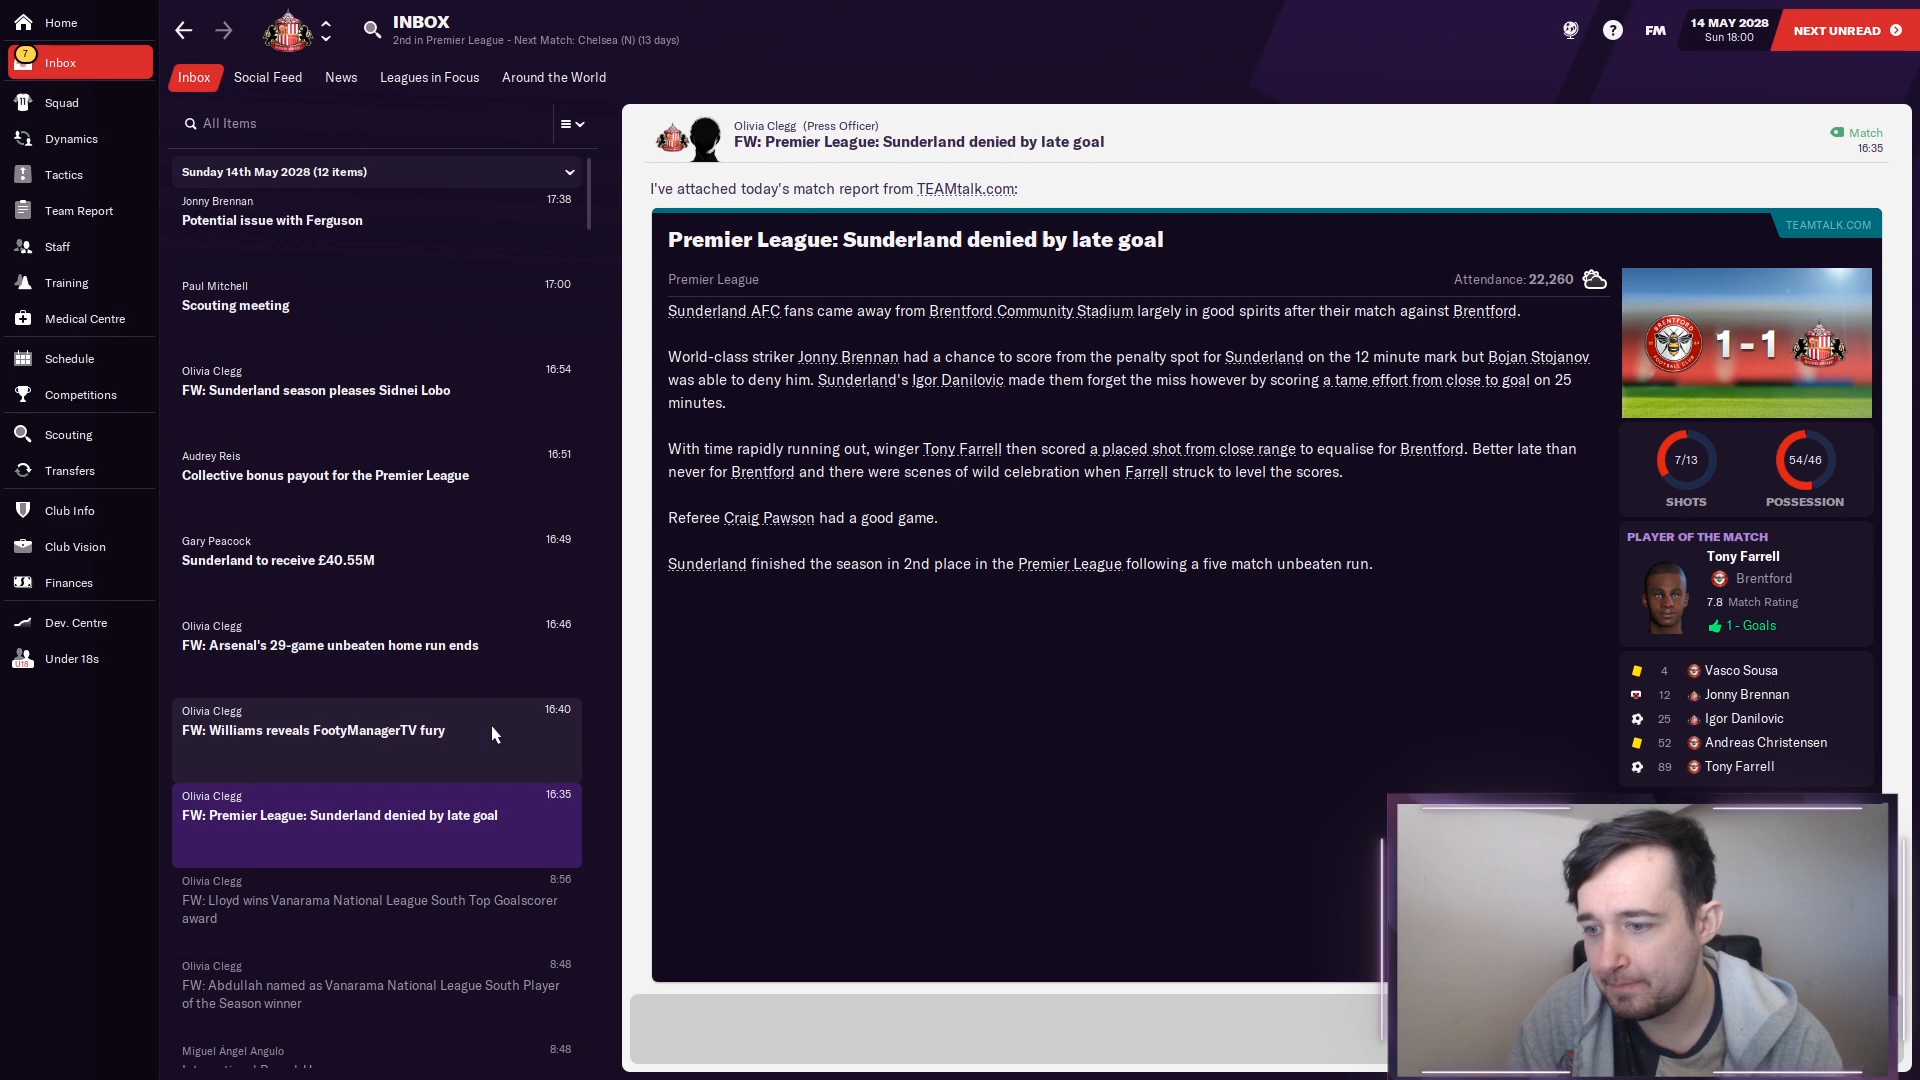 Home
7
Inbox
Squad
Dynamics
Tactics
Team Report
Staff
Training
Medical Centre
Schedule
Competitions
Scouting
Transfers
Club Info
Club Vision
Finances
Dev. Centre
U18
Under 18s
INBOX
2nd in Premier League - Next Match: Chelsea (N) (13 days)
FM
14 MAY 2028
Sun 18:00
NEXT UNREAD
Inbox
Social Feed
News
Leagues in Focus
Around the World
All Items
Sunday 14th May 2028 (12 items)
Jonny Brennan 17:38
Potential issue with Ferguson
Paul Mitchell 17:00
Scouting meeting
Olivia Clegg 16:54
FW: Sunderland season pleases Sidnei Lobo
Audrey Reis 16:51
Collective bonus payout for the Premier League
Gary Peacock 16:49
Sunderland to receive £40.55M
Olivia Clegg 16:46
FW: Arsenal's 29-game unbeaten home run ends
Olivia Clegg 16:40
FW: Williams reveals FootyManagerTV fury
Olivia Clegg 16:35
FW: Premier League: Sunderland denied by late goal
Olivia Clegg 8:56
FW: Lloyd wins Vanarama National League South Top Goalscorer
award
Olivia Clegg 8:48
FW: Abdullah named as Vanarama National League South Player
of the Season winner
Miguel Ángel Angulo 8:48
Olivia Clegg (Press Officer)
FW: Premier League: Sunderland denied by late goal
Match
16:35
I've attached today's match report from TEAMtalk.com:
TEAMTALK.COM
Premier League: Sunderland denied by late goal
Premier League
Attendance: 22,260
Sunderland AFC fans came away from Brentford Community Stadium largely in good spirits after their match against Brentford.
World-class striker Jonny Brennan had a chance to score from the penalty spot for Sunderland on the 12 minute mark but Bojan Stojanov
was able to deny him. Sunderland's Igor Danilovic made them forget the miss however by scoring a tame effort from close to goal on 25
minutes.
With time rapidly running out, winger Tony Farrell then scored a placed shot from close range to equalise for Brentford. Better late than
never for Brentford and there were scenes of wild celebration when Farrell struck to level the scores.
Referee Craig Pawson had a good game.
Sunderland finished the season in 2nd place in the Premier League following a five match unbeaten run.
1 - 1
7/13
SHOTS
54/46
POSSESSION
PLAYER OF THE MATCH
Tony Farrell
Brentford
7.8 Match Rating
1 - Goals
4 Vasco Sousa
12 Jonny Brennan
25 Igor Danilovic
52 Andreas Christensen
89 Tony Farrell